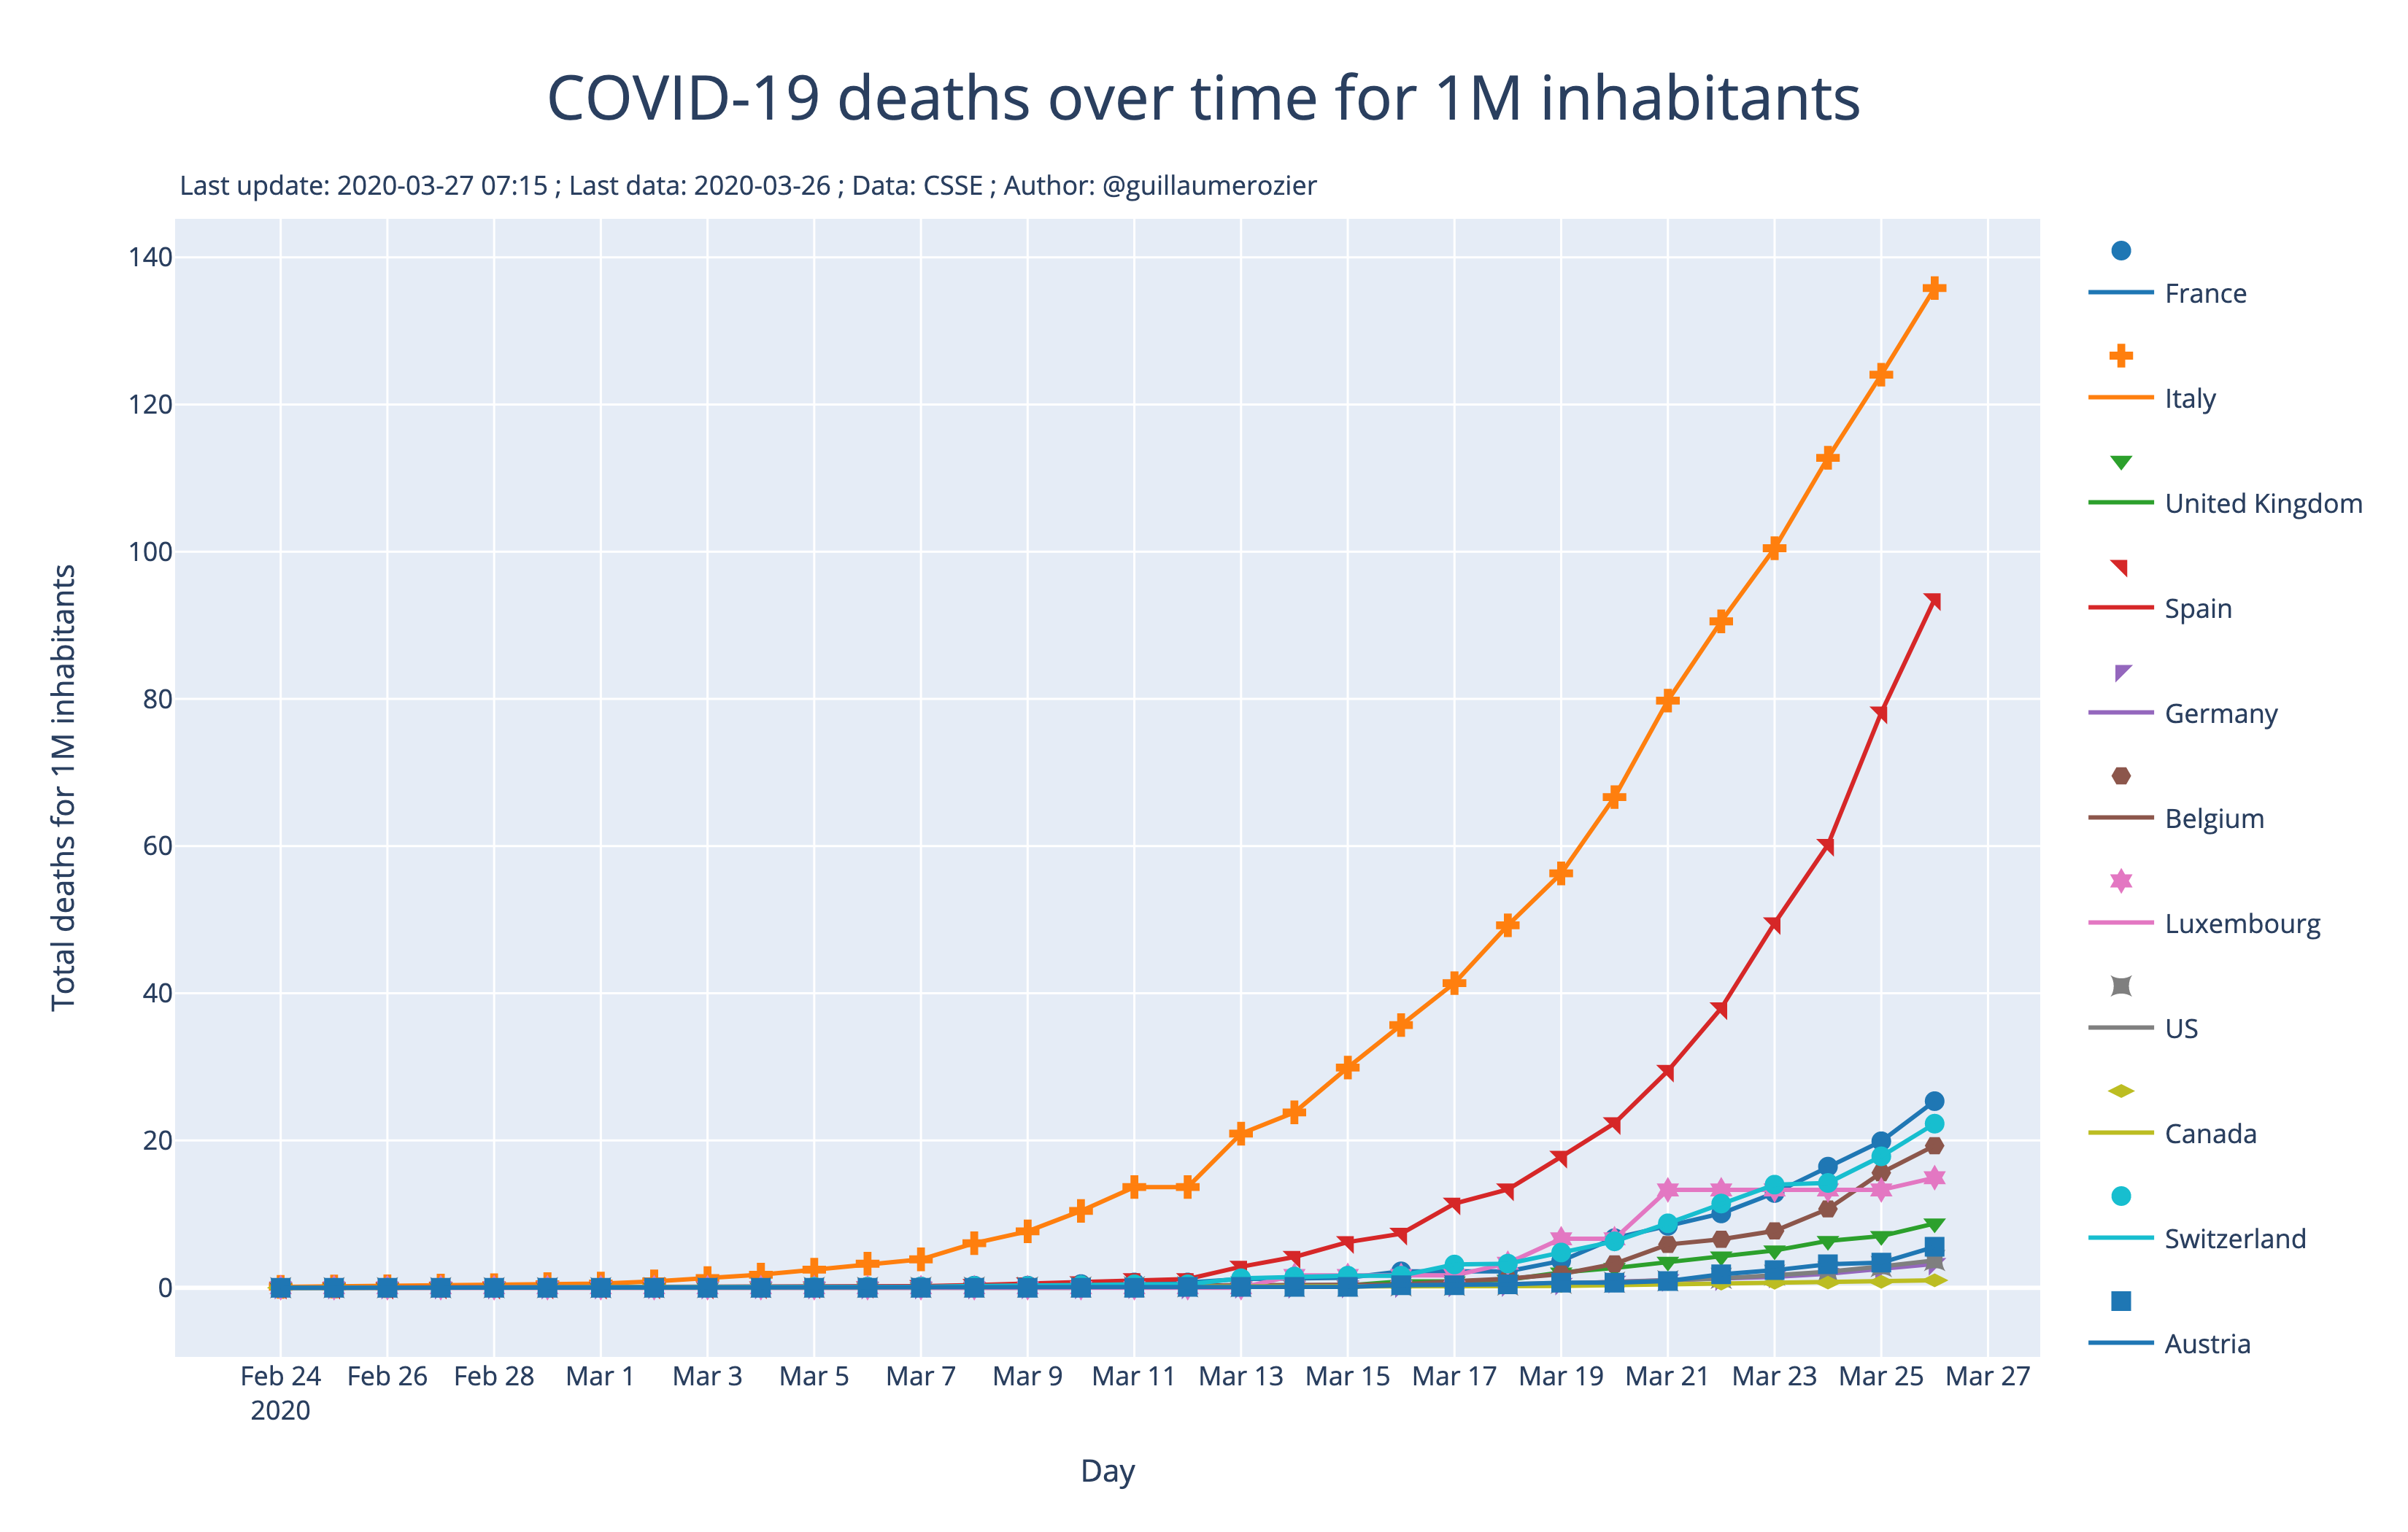 COVID-19 deaths over time for 1M inhabitants
Last update: 2020-03-27 07:15 ; Last data: 2020-03-26 ; Data: CSSE ; Author: @guillaumerozier
Total deaths for 1M inhabitants
140
120
100
80
60
40
20
0
Feb 24 Feb 26 Feb 28 Mar 1 Mar 3 Mar 5 Mar 7 Mar 9 Mar 11 Mar 13 Mar 15 Mar 17 Mar 19 Mar 21 Mar 23 Mar 25 Mar 27
2020
Day
France
Italy
United Kingdom
Spain
Germany
Belgium
Luxembourg
US
Canada
Switzerland
Austria